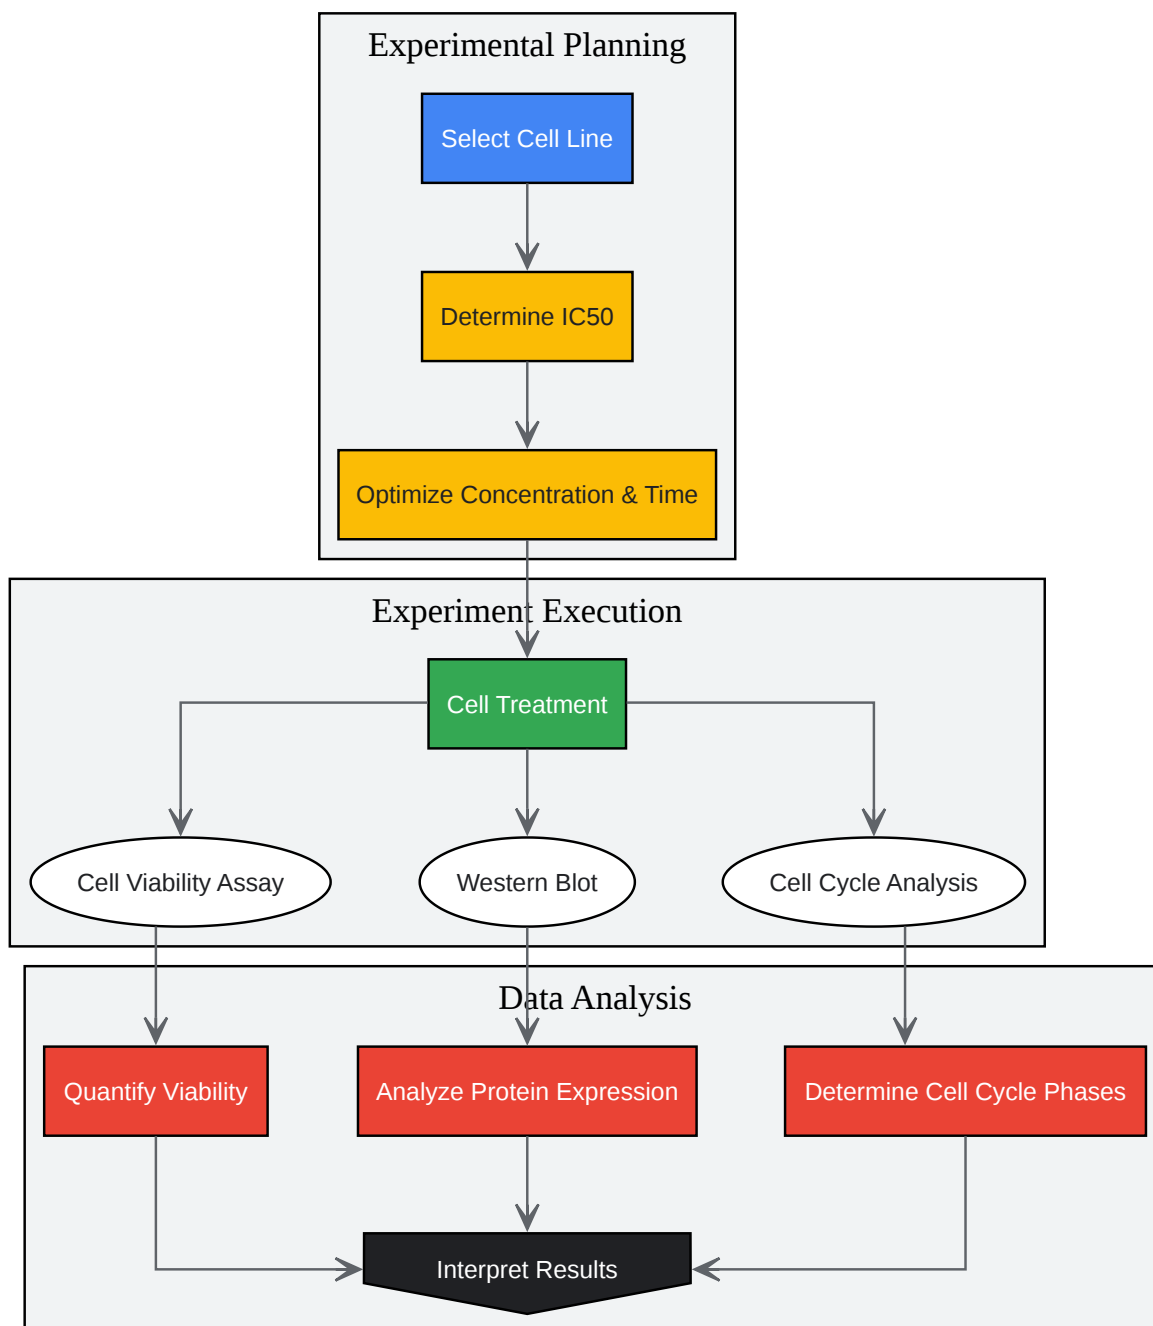 Experimental Planning
Select Cell Line
Determine IC50
Optimize Concentration & Time
Experiment Execution
Cell Treatment
Cell Viability Assay
Western Blot
Cell Cycle Analysis
Data Analysis
Quantify Viability
Analyze Protein Expression
Determine Cell Cycle Phases
Interpret Results